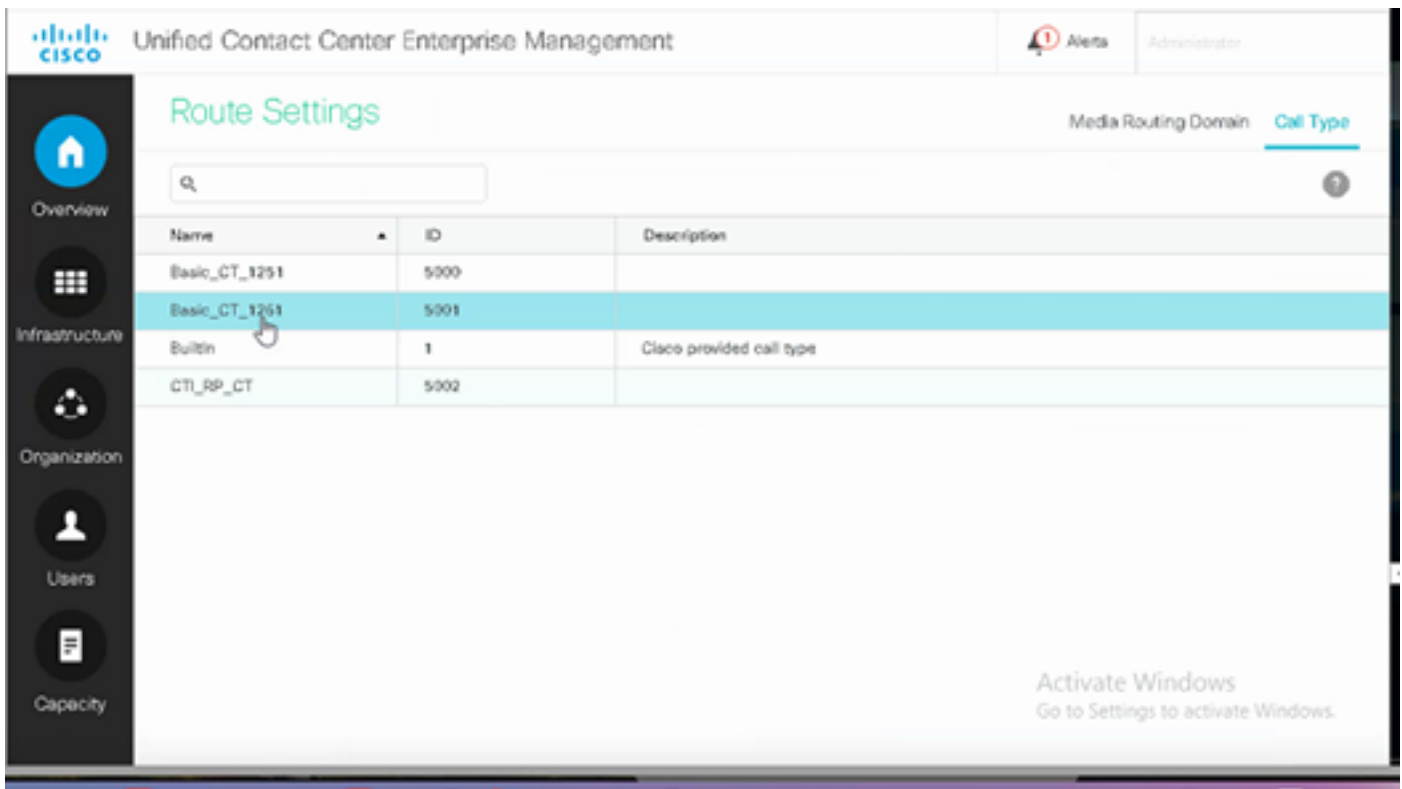 CISCO
Unified Contact Center Enterprise Management
1 Alerts Administrator
Route Settings
Media Routing Domain Call Type
Overview
Name ID Description
Basic_CT_1251 5000
Basic_CT_1261 5001
Infrastructure
Builtin 1 Cisco provided call type
CTI_RP_CT 5002
Organization
Users
Capacity
Activate Windows
Go to Settings to activate Windows.